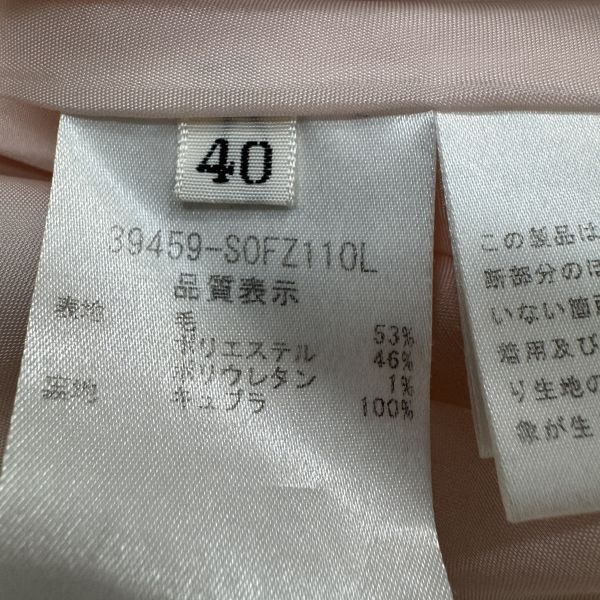 40
39459-S0FZ110L
品質表示
表地 毛 53%
ポリエステル 46%
ポリウレタン 1%
裏地 キュプラ 100%
この製品は
断部分のほ
いない箇所
着用及び
り生地の
象が生